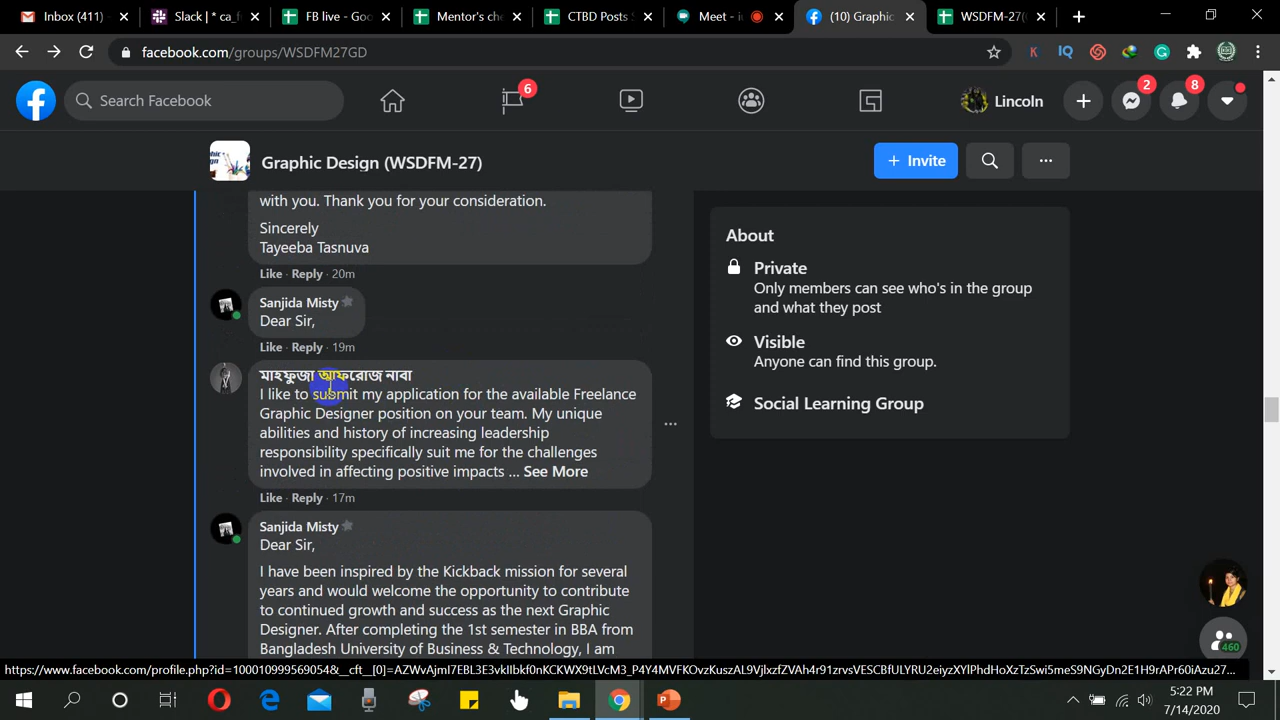 Inbox (411)
Slack | * ca_f
FB live - Goo
Mentor's che
CTBD Posts S
Meet - iu
(10) Graphic
WSDFM-27(G
facebook.com/groups/WSDFM27GD
Search Facebook
6
Lincoln
2
8
Graphic Design (WSDFM-27)
+ Invite
with you. Thank you for your consideration.
Sincerely
Tayeeba Tasnuva
Like · Reply · 20m
Sanjida Misty
Dear Sir,
Like · Reply · 19m
মাহফুজা আফরোজ নাবা
I like to submit my application for the available Freelance
Graphic Designer position on your team. My unique
abilities and history of increasing leadership
responsibility specifically suit me for the challenges
involved in affecting positive impacts ... See More
Like · Reply · 17m
Sanjida Misty
Dear Sir,
I have been inspired by the Kickback mission for several
years and would welcome the opportunity to contribute
to continued growth and success as the next Graphic
Designer. After completing the 1st semester in BBA from
Bangladesh University of Business & Technology, I am
About
Private
Only members can see who's in the group
and what they post
Visible
Anyone can find this group.
Social Learning Group
460
5:22 PM
7/14/2020